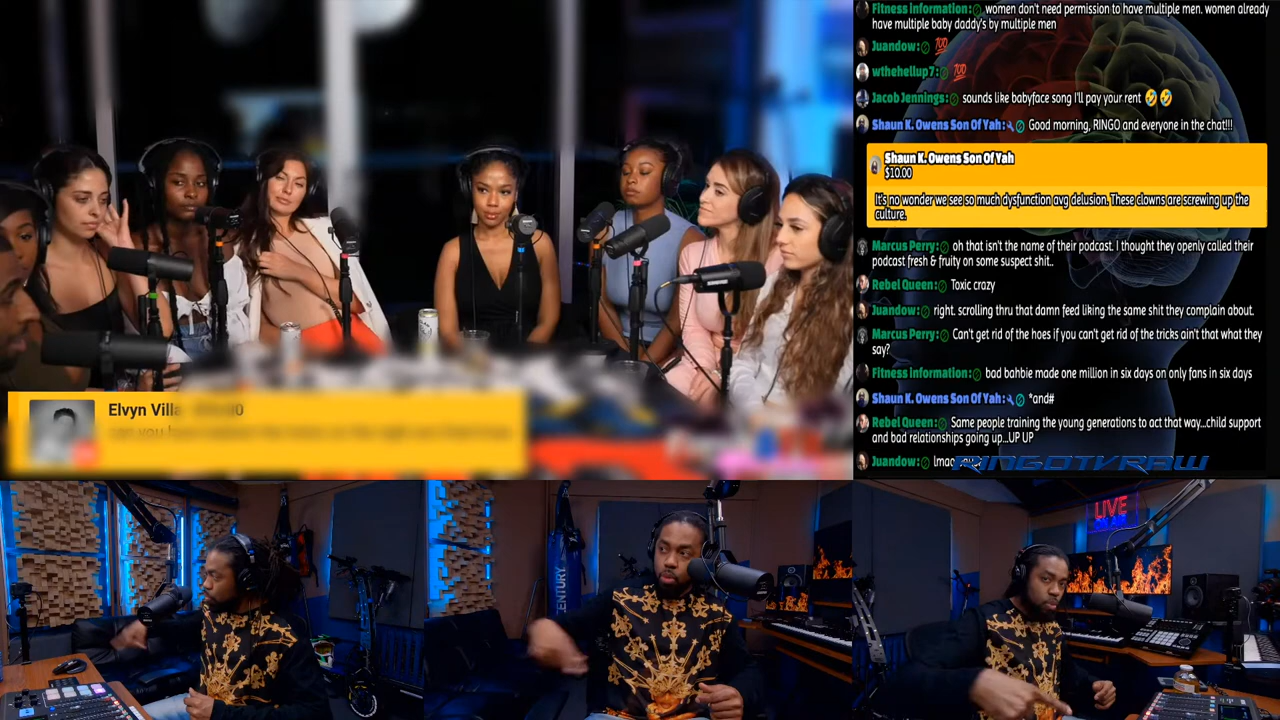 Fitness Information: women don't need permission to have multiple men. women already
have multiple baby daddy's by multiple men
Juandow: 💯
wthehellup7: 💯
Jacob Jennings: sounds like babyface song I'll pay your rent 🤣🤣
Shaun K. Owens Son Of Yah: Good morning, RINGO and everyone in the chat!!!
Shaun K. Owens Son Of Yah
$10.00
It's no wonder we see so much dysfunction avg delusion. These clowns are screwing up the
culture.
Marcus Perry: oh that isn't the name of their podcast. I thought they openly called their
podcast fresh & fruity on some suspect shit..
Rebel Queen: Toxic crazy
Juandow: right. scrolling thru that damn feed liking the same shit they complain about.
Marcus Perry: Can't get rid of the hoes if you can't get rid of the tricks ain't that what they
say?
Fitness Information: bad bahbie made one million in six days on only fans in six days
Shaun K. Owens Son Of Yah: *and#
Rebel Queen: Same people training the young generations to act that way...child support
and bad relationships going up...UP UP
Juandow:
RINGOTVRAW
Elvyn Villa
can you
CENTURY
LIVE
ON AIR